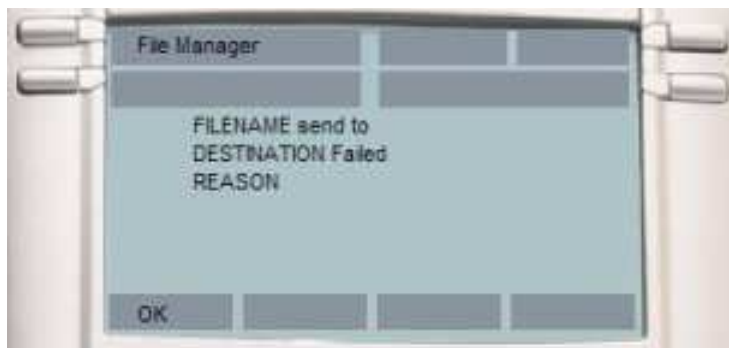 File Manager
FILENAME send to
DESTINATION Failed
REASON
OK